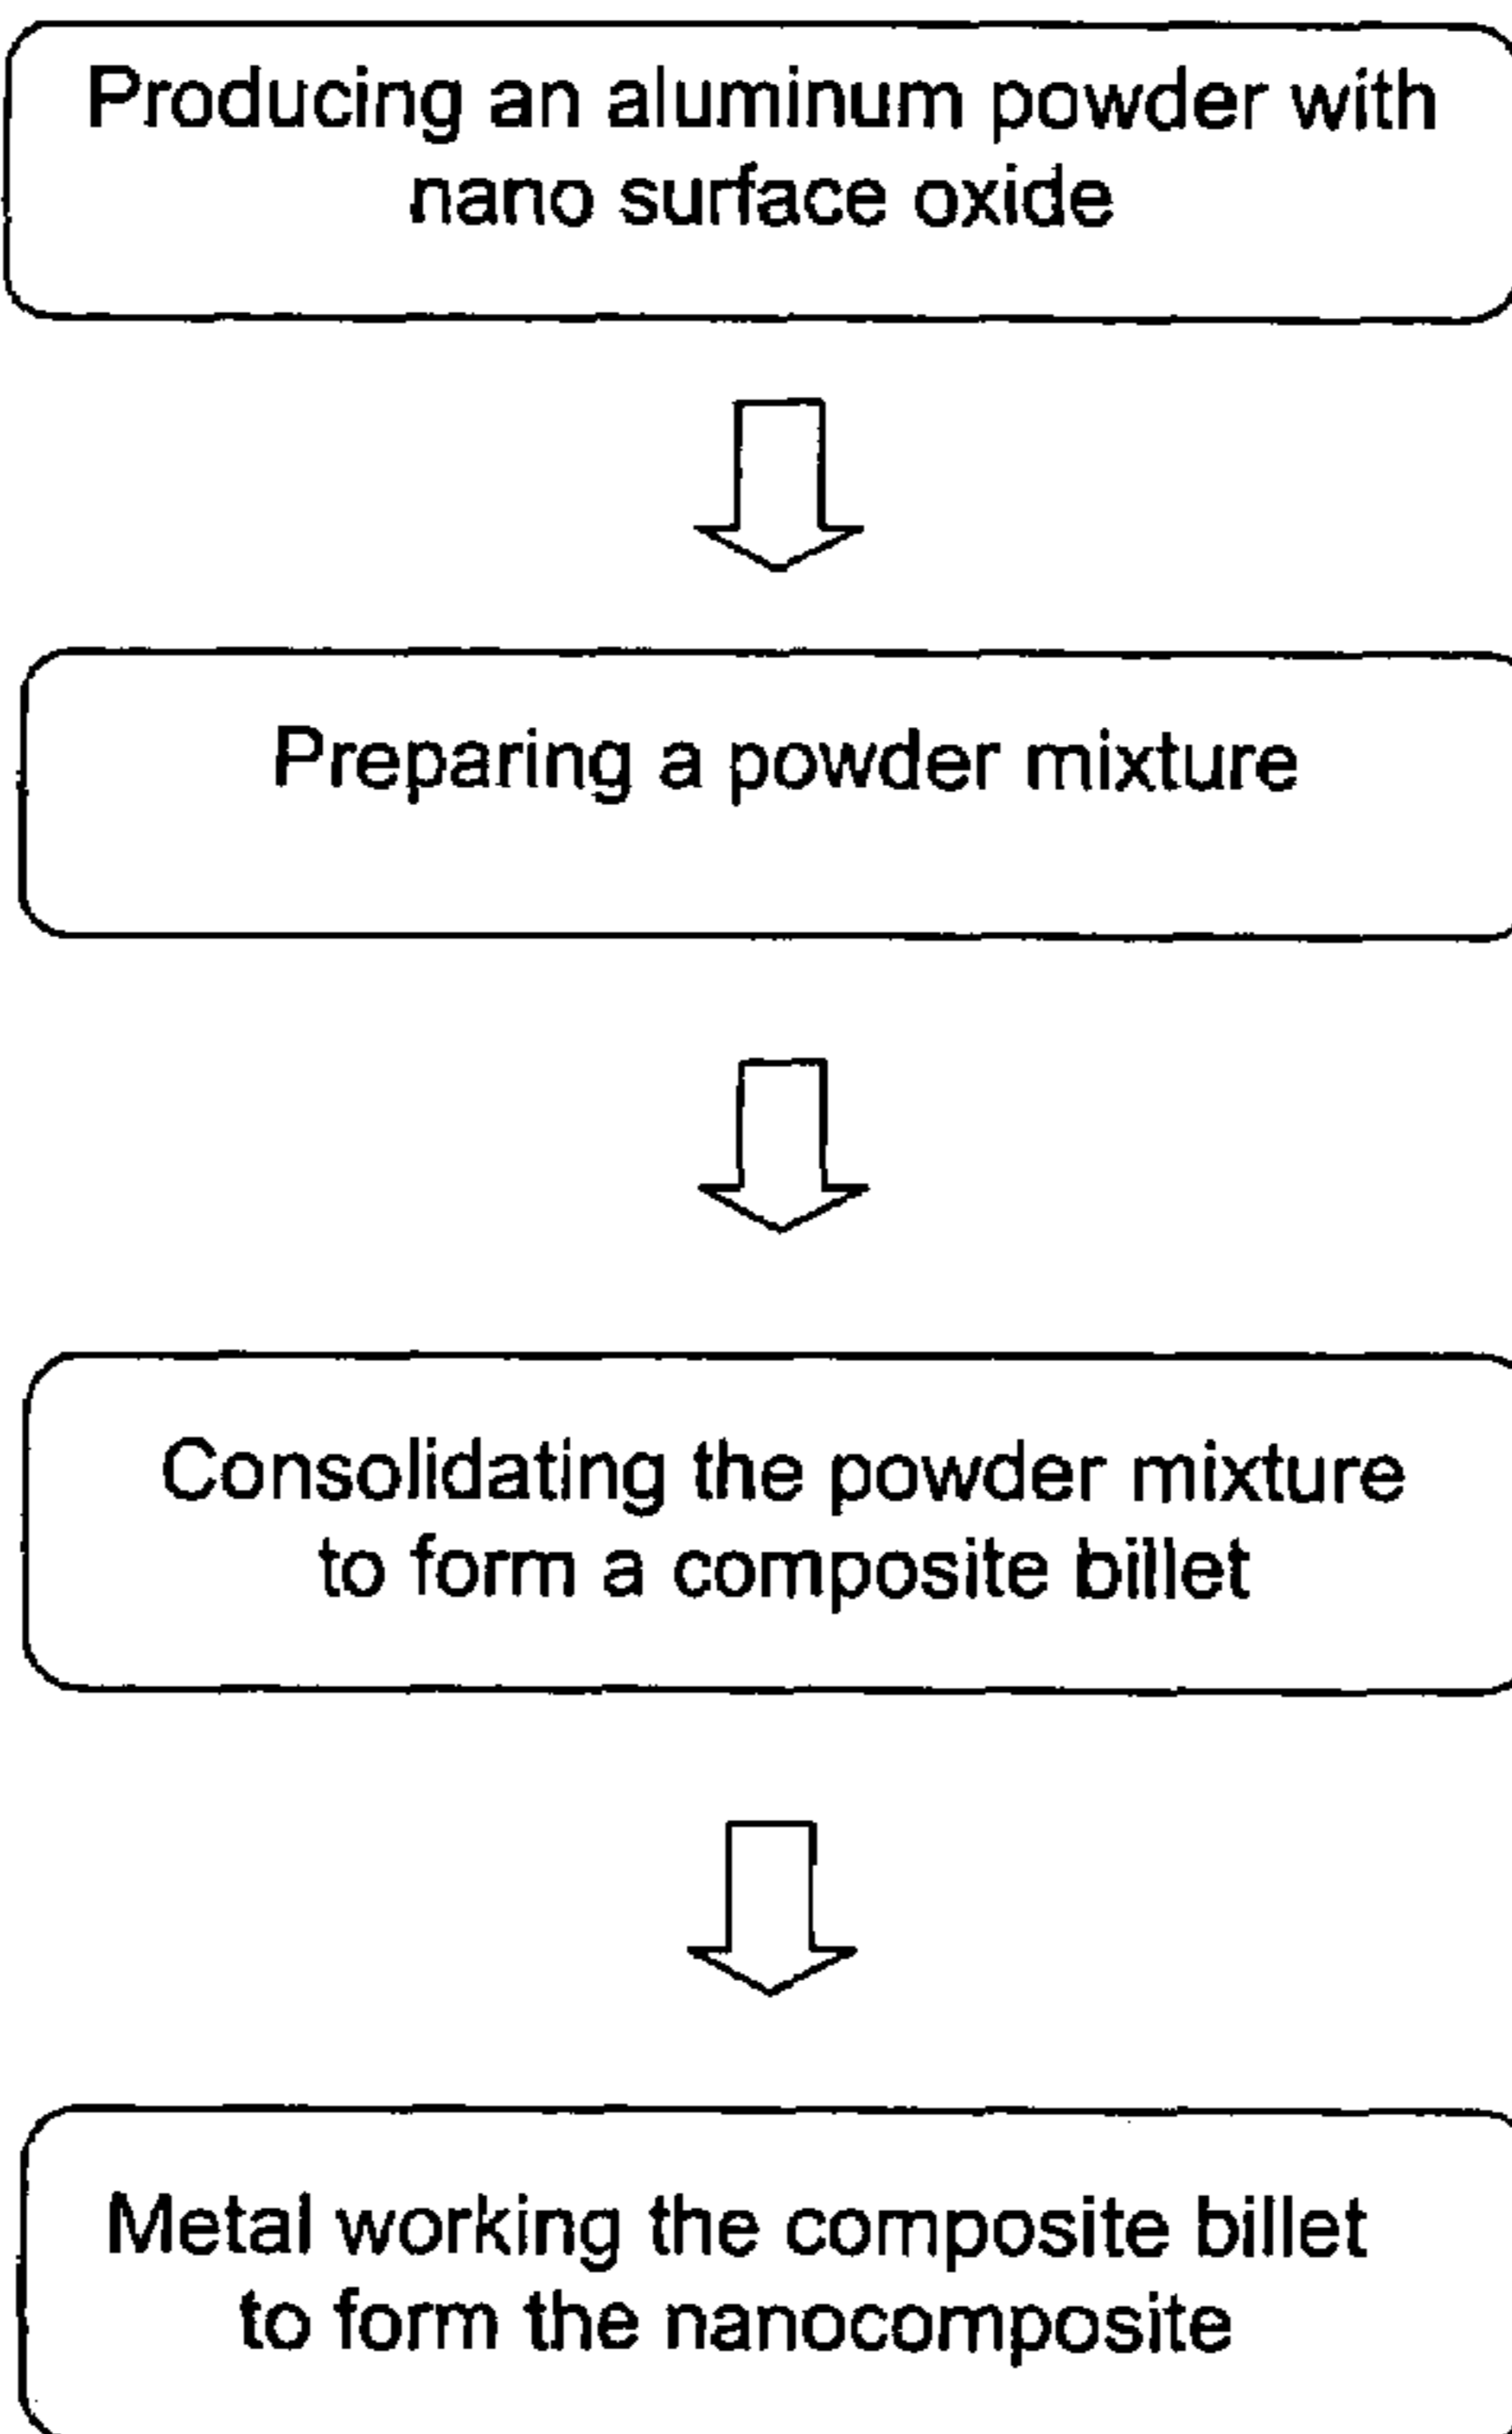 Producing an aluminum powder with
nano surface oxide
Preparing a powder mixture
Consolidating the powder mixture
to form a composite billet
Metal working the composite billet
to form the nanocomposite